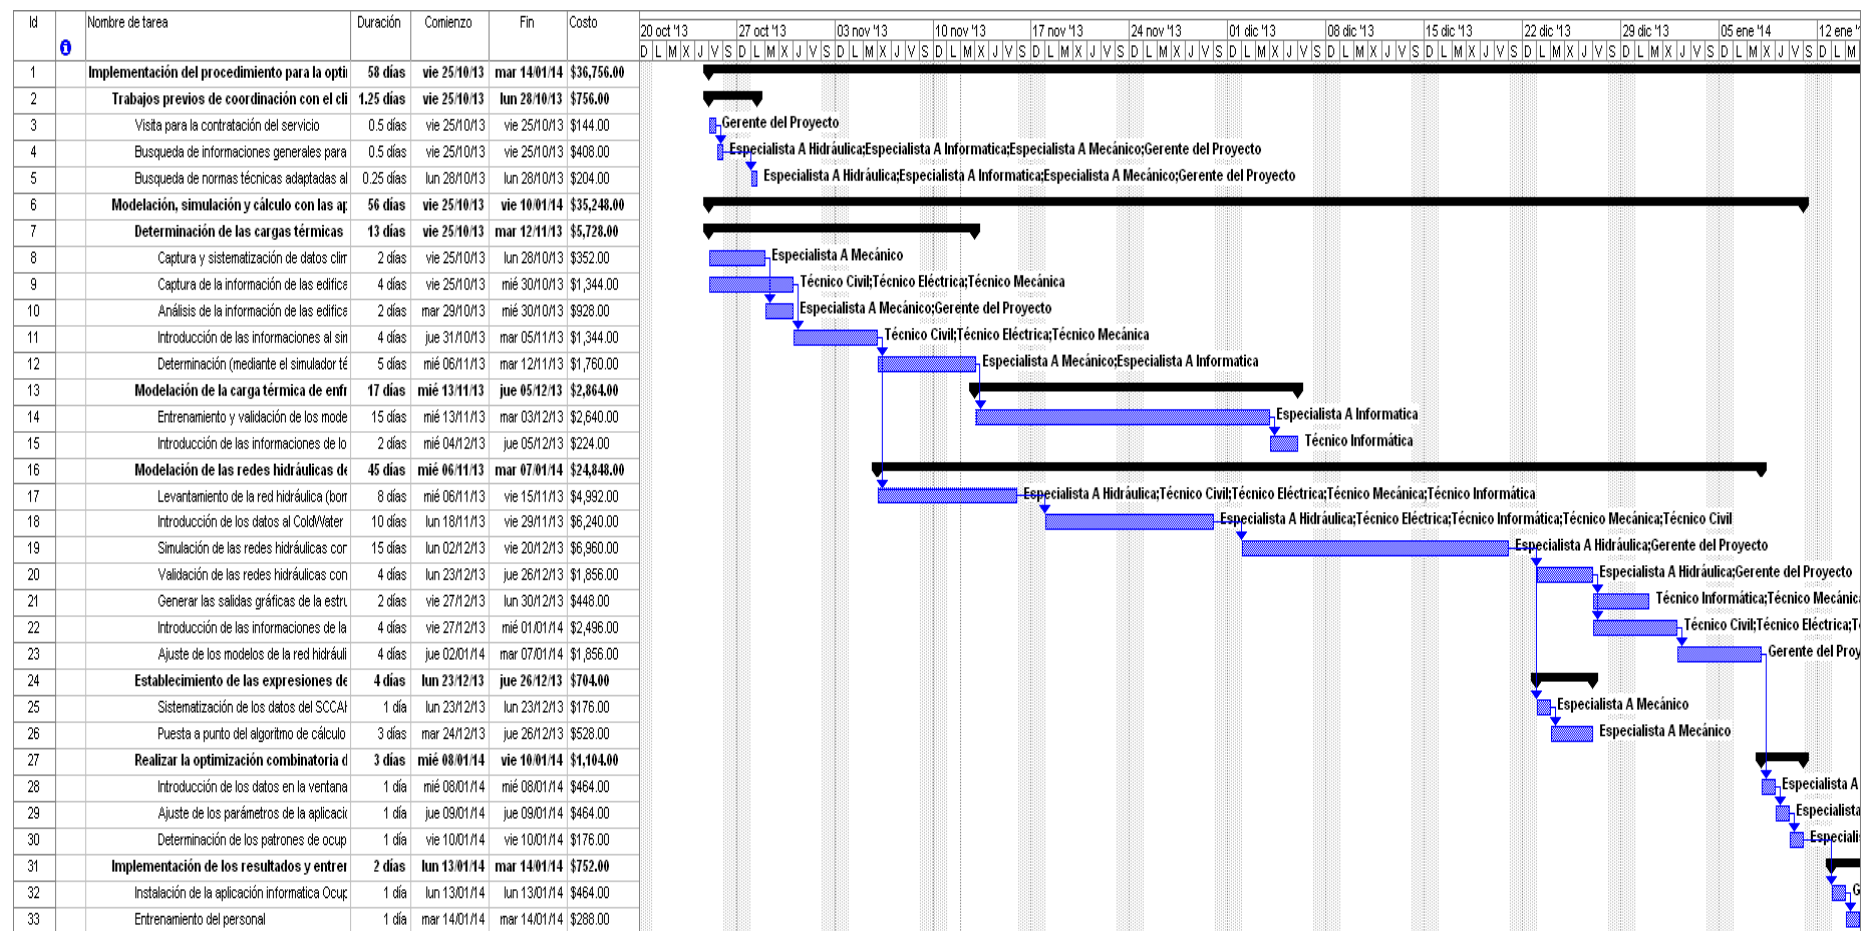 Id Nombre de tarea Duración Comienzo Fin Costo
20 oct '13 27 oct '13 03 nov '13 10 nov '13 17 nov '13 24 nov '13 01 dic '13 08 dic '13 15 dic '13 22 dic '13 29 dic '13 05 ene '14 12 ene '
D L M X J V S D L M X J V S D L M X J V S D L M X J V S D L M X J V S D L M X J V S D L M X J V S D L M X J V S D L M X J V S D L M X J V S D L M X J V S D L M X J V S D L M
1 Implementación del procedimiento para la opti 58 días vie 25/10/13 mar 14/01/14 $36,756.00
2 Trabajos previos de coordinación con el cli 1.25 días vie 25/10/13 lun 28/10/13 $756.00
3 Visita para la contratación del servicio 0.5 días vie 25/10/13 vie 25/10/13 $144.00 Gerente del Proyecto
4 Busqueda de informaciones generales para 0.5 días vie 25/10/13 vie 25/10/13 $408.00 Especialista A Hidráulica;Especialista A Informatica;Especialista A Mecánico;Gerente del Proyecto
5 Busqueda de normas técnicas adaptadas al 0.25 días lun 28/10/13 lun 28/10/13 $204.00 Especialista A Hidráulica;Especialista A Informatica;Especialista A Mecánico;Gerente del Proyecto
6 Modelación, simulación y cálculo con las ap 56 días vie 25/10/13 vie 10/01/14 $35,248.00
7 Determinación de las cargas térmicas 13 días vie 25/10/13 mar 12/11/13 $5,728.00
8 Captura y sistematización de datos clim 2 días vie 25/10/13 lun 28/10/13 $352.00 Especialista A Mecánico
9 Captura de la información de las edifica 4 días vie 25/10/13 mié 30/10/13 $1,344.00 Técnico Civil;Técnico Eléctrica;Técnico Mecánica
10 Análisis de la información de las edifica 2 días mar 29/10/13 mié 30/10/13 $928.00 Especialista A Mecánico;Gerente del Proyecto
11 Introducción de las informaciones al sim 4 días jue 31/10/13 mar 05/11/13 $1,344.00 Técnico Civil;Técnico Eléctrica;Técnico Mecánica
12 Determinación (mediante el simulador té 5 días mié 06/11/13 mar 12/11/13 $1,760.00 Especialista A Mecánico;Especialista A Informatica
13 Modelación de la carga térmica de enfr 17 días mié 13/11/13 jue 05/12/13 $2,864.00
14 Entrenamiento y validación de los mode 15 días mié 13/11/13 mar 03/12/13 $2,640.00 Especialista A Informatica
15 Introducción de las informaciones de lo 2 días mié 04/12/13 jue 05/12/13 $224.00 Técnico Informática
16 Modelación de las redes hidráulicas de 45 días mié 06/11/13 mar 07/01/14 $24,848.00
17 Levantamiento de la red hidráulica (bom 8 días mié 06/11/13 vie 15/11/13 $4,992.00 Especialista A Hidráulica;Técnico Civil;Técnico Eléctrica;Técnico Mecánica;Técnico Informática
18 Introducción de los datos al ColdWater 10 días lun 18/11/13 vie 29/11/13 $6,240.00 Especialista A Hidráulica;Técnico Eléctrica;Técnico Informática;Técnico Mecánica;Técnico Civil
19 Simulación de las redes hidráulicas con 15 días lun 02/12/13 vie 20/12/13 $6,960.00 Especialista A Hidráulica;Gerente del Proyecto
20 Validación de las redes hidráulicas con 4 días lun 23/12/13 jue 26/12/13 $1,856.00 Especialista A Hidráulica;Gerente del Proyecto
21 Generar las salidas gráficas de la estru 2 días vie 27/12/13 lun 30/12/13 $448.00 Técnico Informática;Técnico Mecánica
22 Introducción de las informaciones de la 4 días vie 27/12/13 mié 01/01/14 $2,496.00 Técnico Civil;Técnico Eléctrica;Té
23 Ajuste de los modelos de la red hidráuli 4 días jue 02/01/14 mar 07/01/14 $1,856.00 Gerente del Proy
24 Establecimiento de las expresiones de 4 días lun 23/12/13 jue 26/12/13 $704.00
25 Sistematización de los datos del SCCAH 1 día lun 23/12/13 lun 23/12/13 $176.00 Especialista A Mecánico
26 Puesta a punto del algoritmo de cálculo 3 días mar 24/12/13 jue 26/12/13 $528.00 Especialista A Mecánico
27 Realizar la optimización combinatoria d 3 días mié 08/01/14 vie 10/01/14 $1,104.00
28 Introducción de los datos en la ventana 1 día mié 08/01/14 mié 08/01/14 $464.00 Especialista A
29 Ajuste de los parámetros de la aplicacic 1 día jue 09/01/14 jue 09/01/14 $464.00 Especialista
30 Determinación de los patrones de ocup 1 día vie 10/01/14 vie 10/01/14 $176.00 Especialis
31 Implementación de los resultados y entrer 2 días lun 13/01/14 mar 14/01/14 $752.00
32 Instalación de la aplicación informatica Ocup 1 día lun 13/01/14 lun 13/01/14 $464.00 G
33 Entrenamiento del personal 1 día mar 14/01/14 mar 14/01/14 $288.00